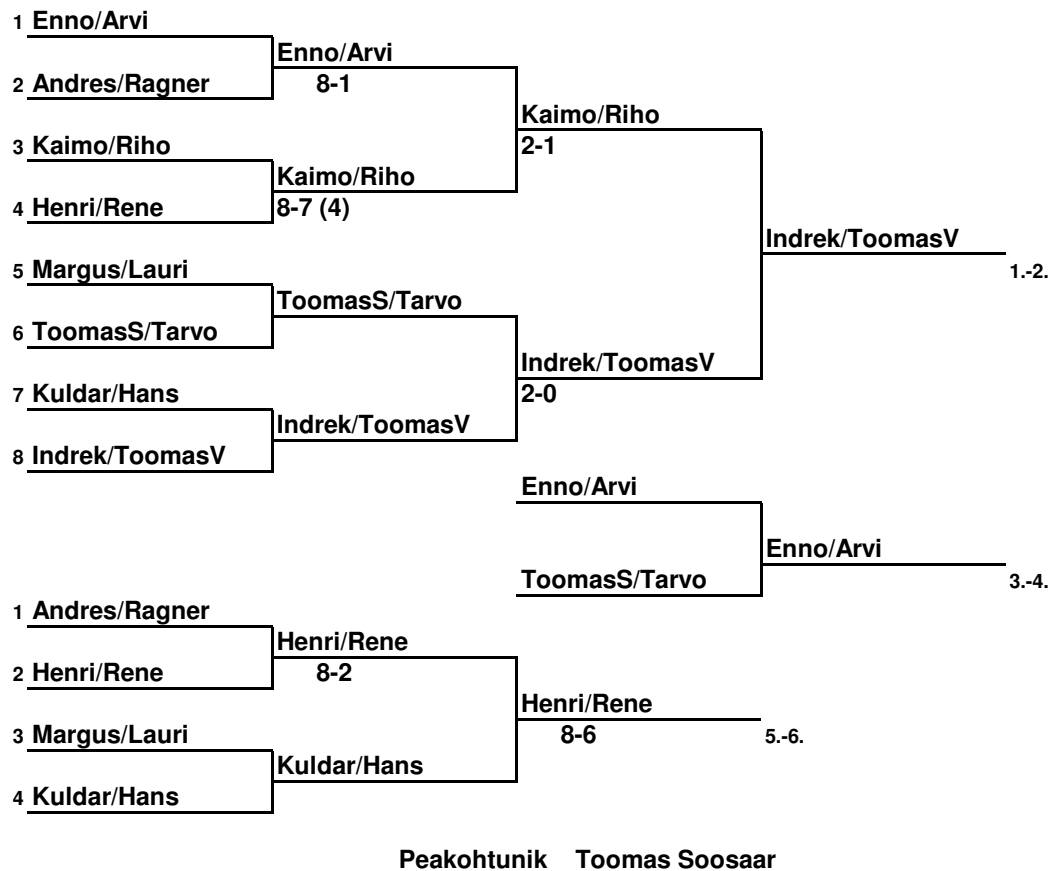 1 Enno/Arvi
Enno/Arvi
2 Andres/Ragner 8-1
Kaimo/Riho
3 Kaimo/Riho 2-1
Kaimo/Riho
4 Henri/Rene 8-7 (4)
Indrek/ToomasV
5 Margus/Lauri 1.-2.
ToomasS/Tarvo
6 ToomasS/Tarvo
Indrek/ToomasV
7 Kuldar/Hans 2-0
Indrek/ToomasV
8 Indrek/ToomasV
Enno/Arvi
Enno/Arvi
ToomasS/Tarvo 3.-4.
1 Andres/Ragner
Henri/Rene
2 Henri/Rene 8-2
Henri/Rene
3 Margus/Lauri 8-6 5.-6.
Kuldar/Hans
4 Kuldar/Hans
Peakohtunik Toomas Soosaar